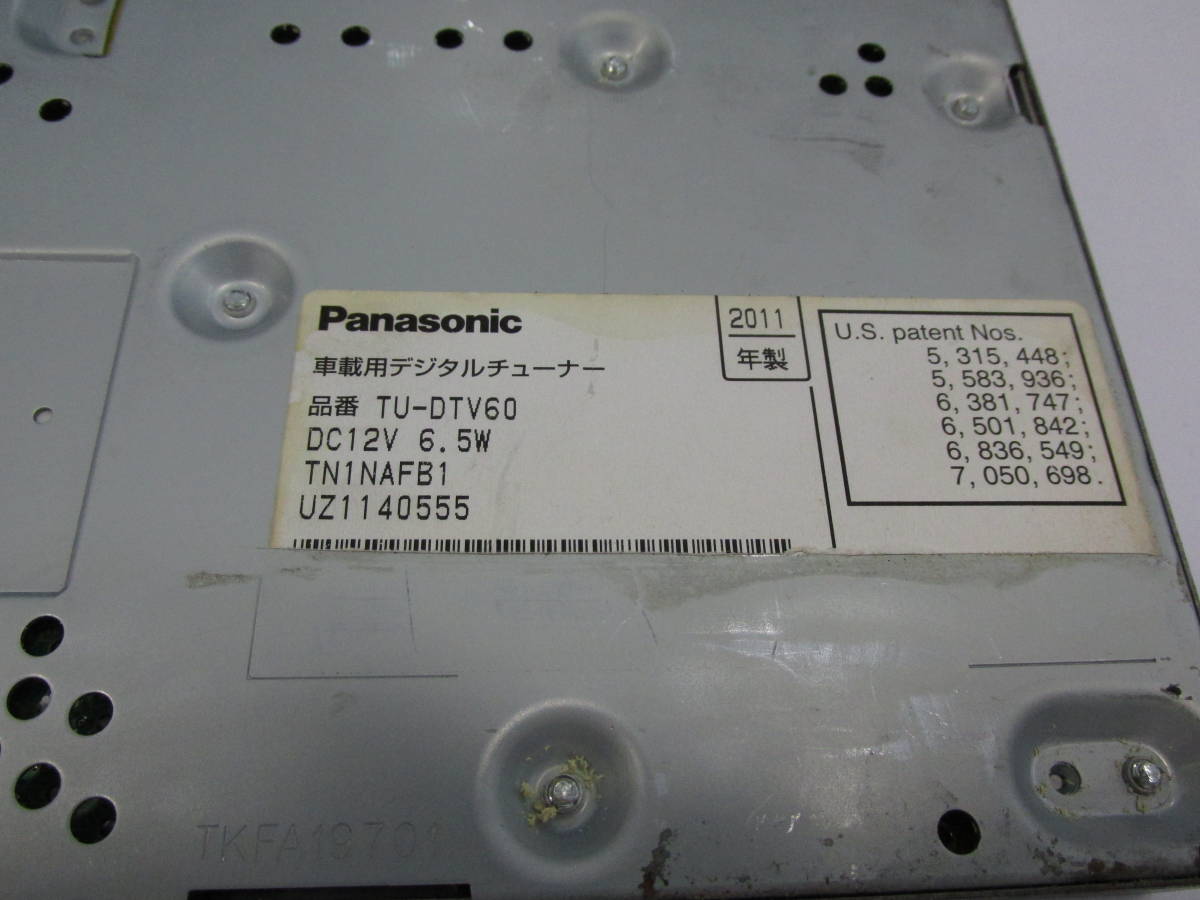 Panasonic
車載用デジタルチューナー
品番 TU-DTV60
DC12V 6.5W
TN1NAFB1
UZ1140555
2011
年製
U.S. patent Nos.
5, 315, 448;
5, 583, 936;
6, 381, 747;
6, 501, 842;
6, 836, 549;
7, 050, 698.
TKFA19701